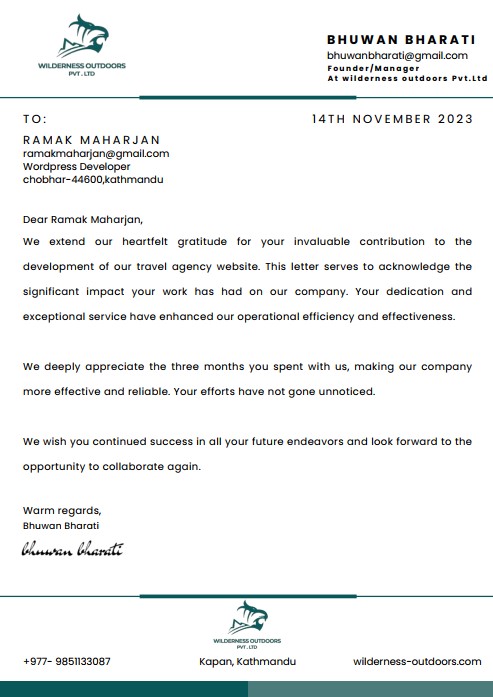 WILDERNESS OUTDOORS
PVT. LTD
BHUWAN BHARATI
bhuwanbharati@gmail.com
Founder/Manager
At wilderness outdoors Pvt.Ltd
TO:
14TH NOVEMBER 2023
RAMAK MAHARJAN
ramakmaharjan@gmail.com
Wordpress Developer
chobhar-44600,kathmandu
Dear Ramak Maharjan,
We extend our heartfelt gratitude for your invaluable contribution to the
development of our travel agency website. This letter serves to acknowledge the
significant impact your work has had on our company. Your dedication and
exceptional service have enhanced our operational efficiency and effectiveness.
We deeply appreciate the three months you spent with us, making our company
more effective and reliable. Your efforts have not gone unnoticed.
We wish you continued success in all your future endeavors and look forward to the
opportunity to collaborate again.
Warm regards,
Bhuwan Bharati
bhuwan bharati
WILDERNESS OUTDOORS
PVT. LTD
+977- 9851133087
Kapan, Kathmandu
wilderness-outdoors.com